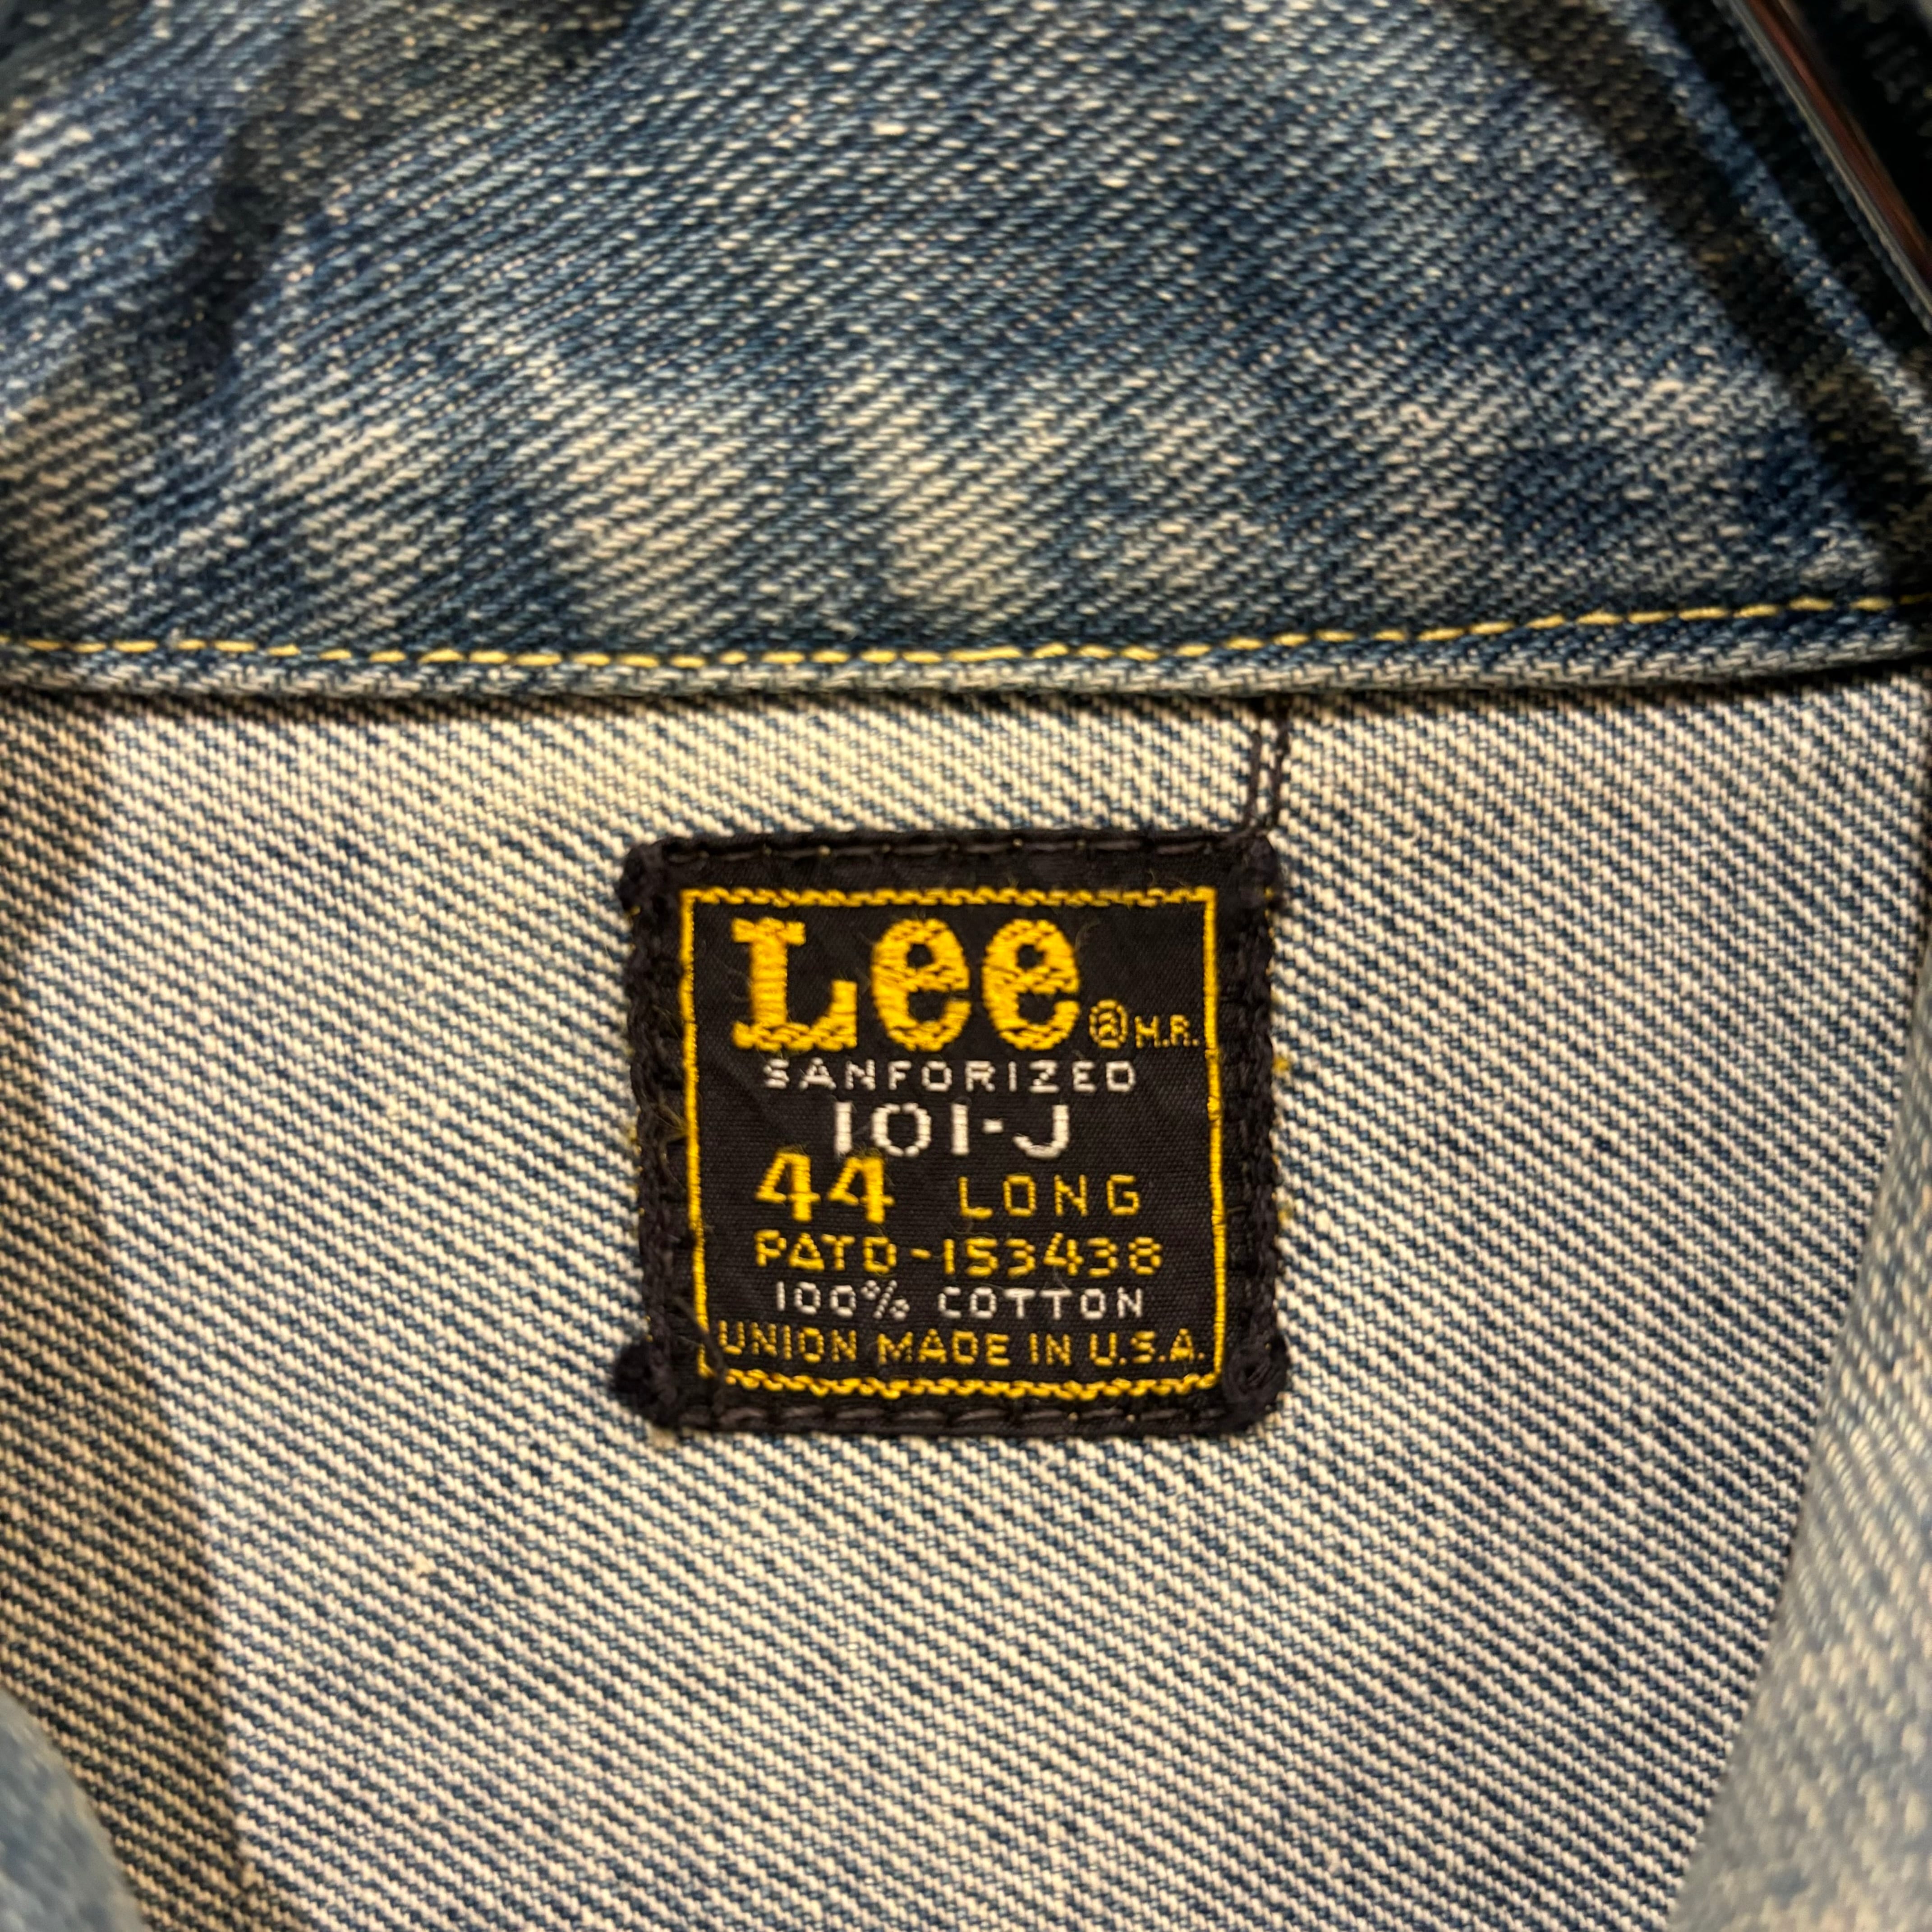 Lee ® M.R.
SANFORIZED
101-J
44 LONG
PATD-153438
100% COTTON
UNION MADE IN U.S.A.